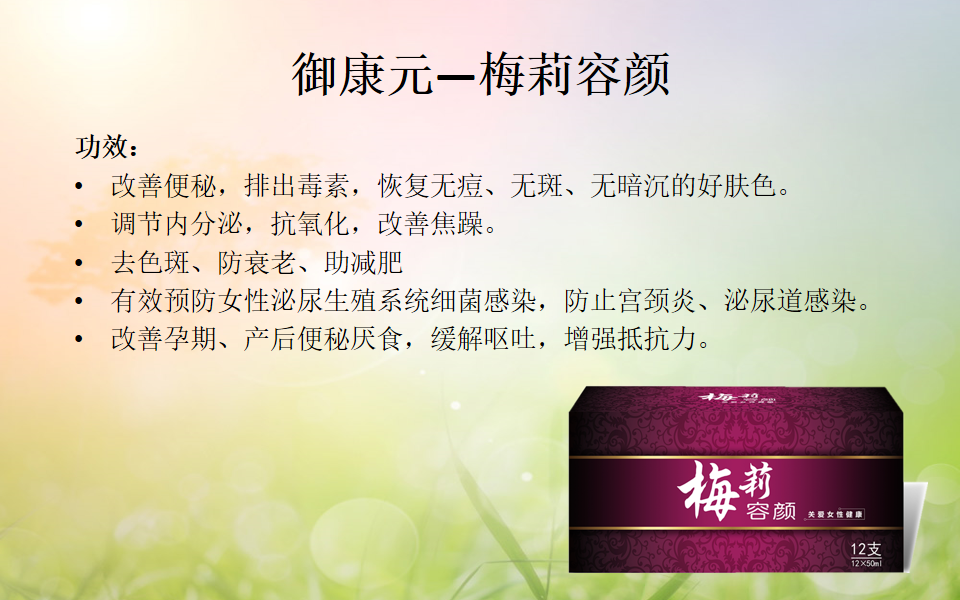 御康元—梅莉容颜
功效：
• 改善便秘，排出毒素，恢复无痘、无斑、无暗沉的好肤色。
• 调节内分泌，抗氧化，改善焦躁。
• 去色斑、防衰老、助减肥
• 有效预防女性泌尿生殖系统细菌感染，防止宫颈炎、泌尿道感染。
• 改善孕期、产后便秘厌食，缓解呕吐，增强抵抗力。
梅莉
梅莉
容颜
关爱女性健康
12支
12×50ml